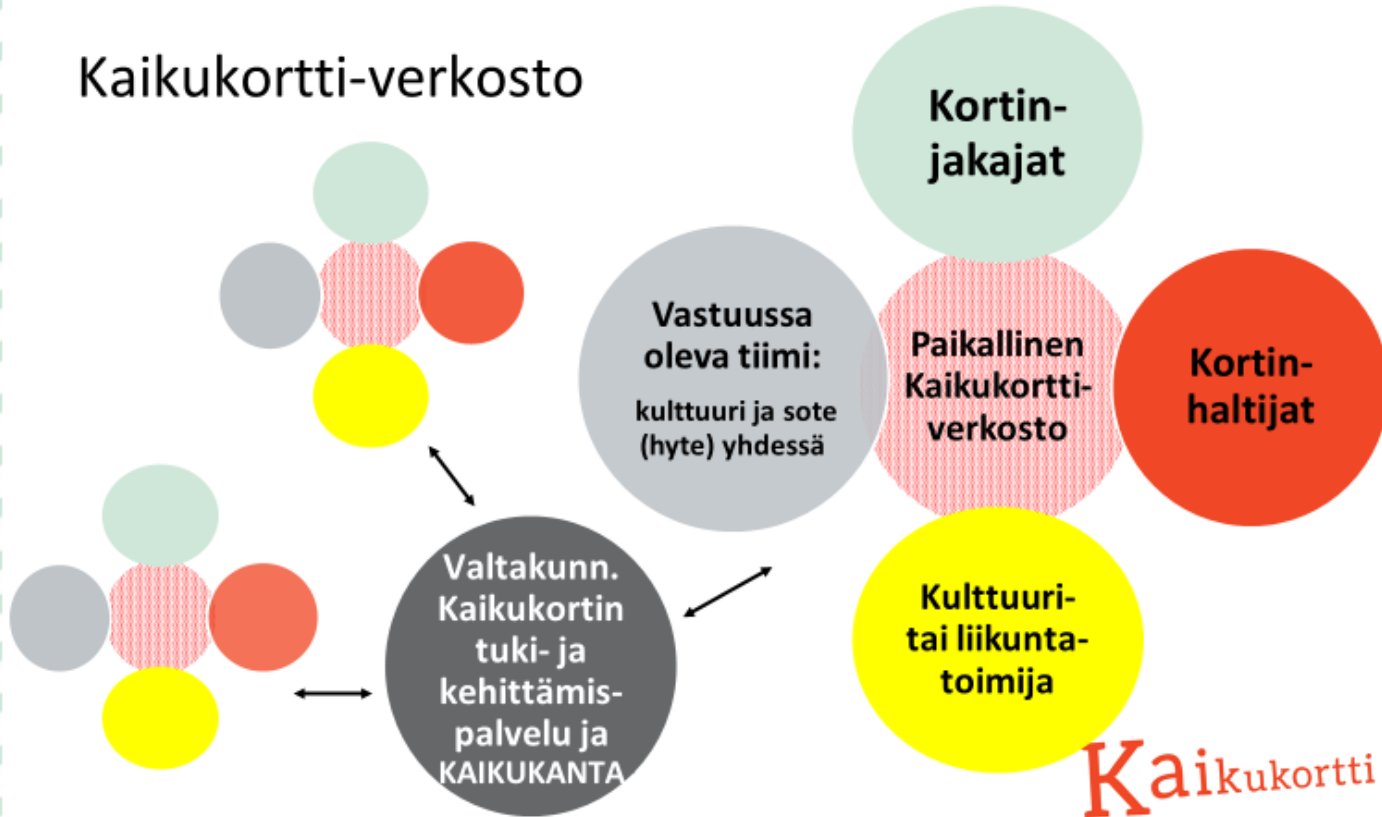 Kaikukortti-verkosto
Kortin-
jakajat
Vastuussa
oleva tiimi:
kulttuuri ja sote
(hyte) yhdessä
Paikallinen
Kaikukortti-
verkosto
Kortin-
haltijat
Valtakunn.
Kaikukortin
tuki- ja
kehittämis-
palvelu ja
KAIKUKANTA
Kulttuuri-
tai liikunta-
toimija
Kaikukortti